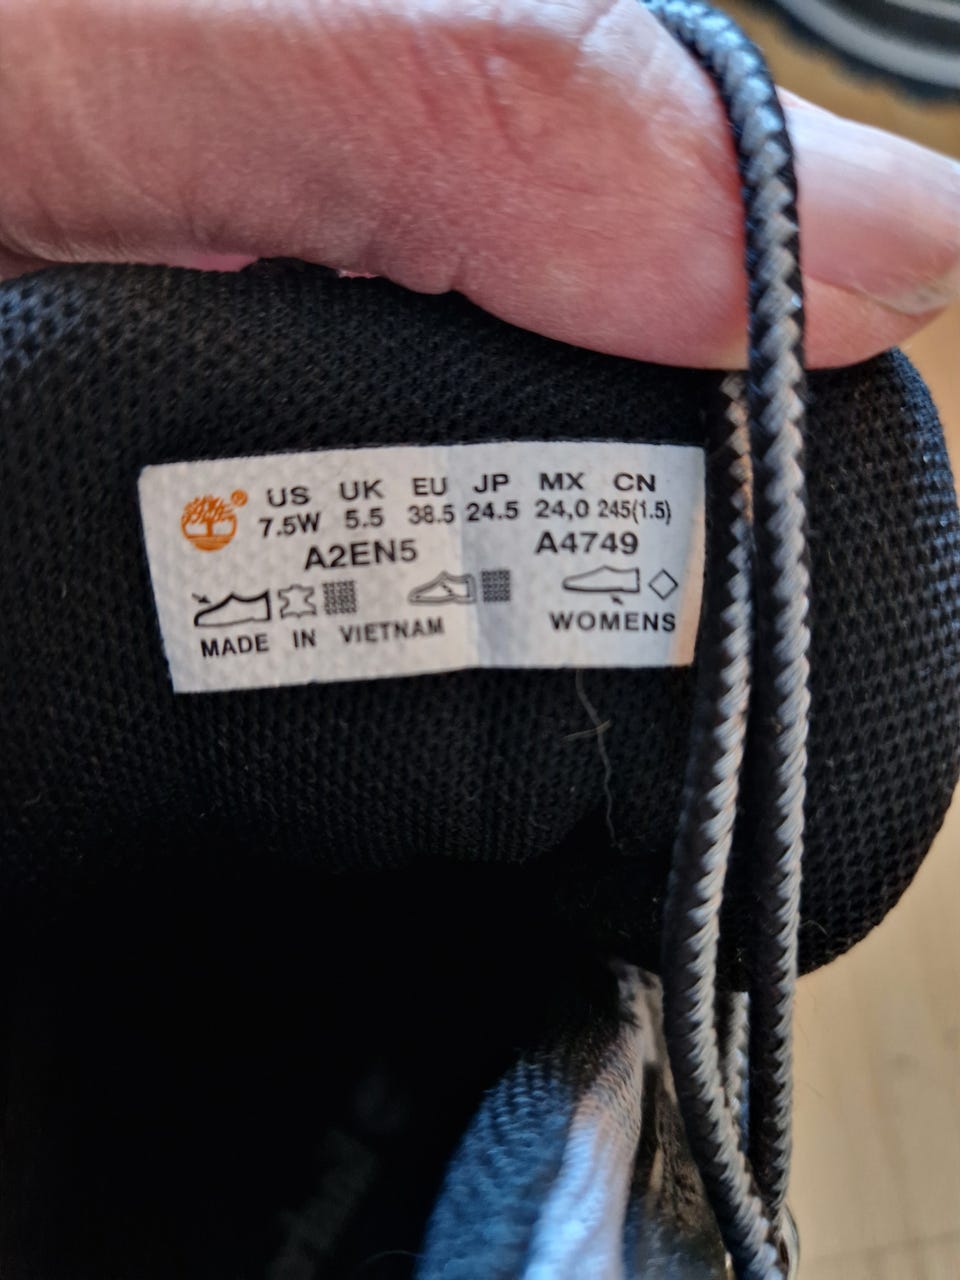 US UK EU JP MX CN
7.5W 5.5 38.5 24.5 24,0 245(1.5)
A2EN5 A4749
MADE IN VIETNAM WOMENS